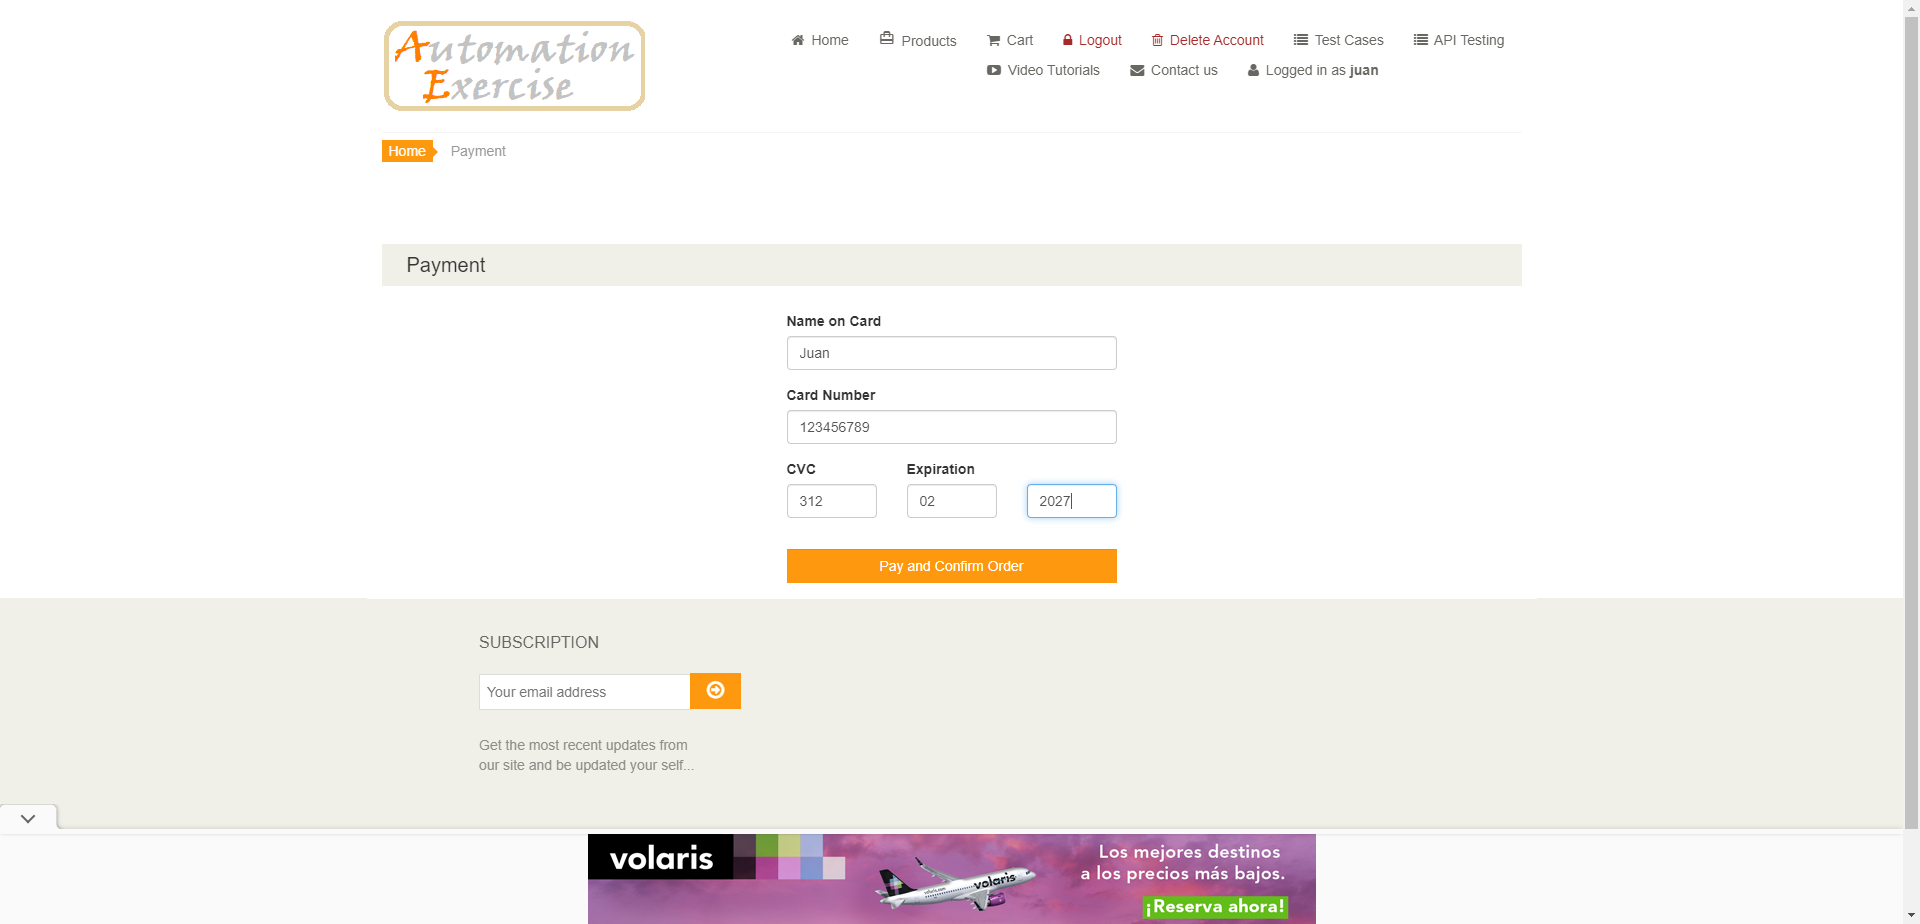 Automation
Exercise
Home
Products
Cart
Logout
Delete Account
Test Cases
API Testing
Video Tutorials
Contact us
Logged in as juan
Home
Payment
Payment
Name on Card
Juan
Card Number
123456789
CVC
Expiration
312
02
2027
Pay and Confirm Order
SUBSCRIPTION
Your email address
Get the most recent updates from
our site and be updated your self...
volaris
volaris
Los mejores destinos
a los precios más bajos.
¡Reserva ahora!